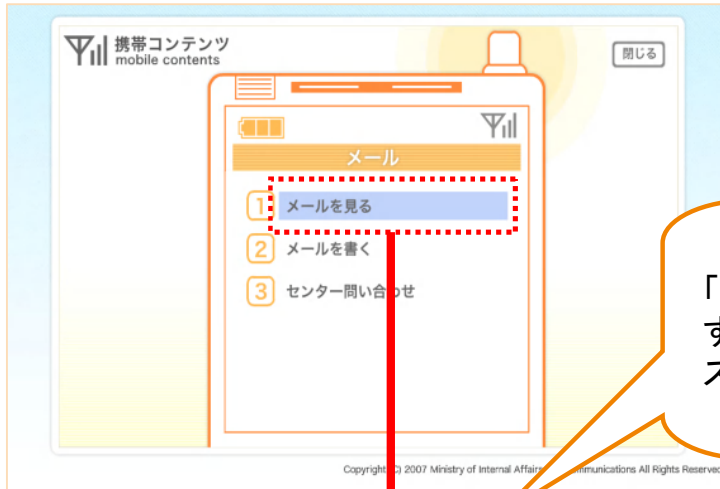 携帯コンテンツ
mobile contents
閉じる
メール
1 メールを見る
2 メールを書く
3 センター問い合わせ
「
す
ス
Copyright (C) 2007 Ministry of Internal Affairs Communications All Rights Reserved